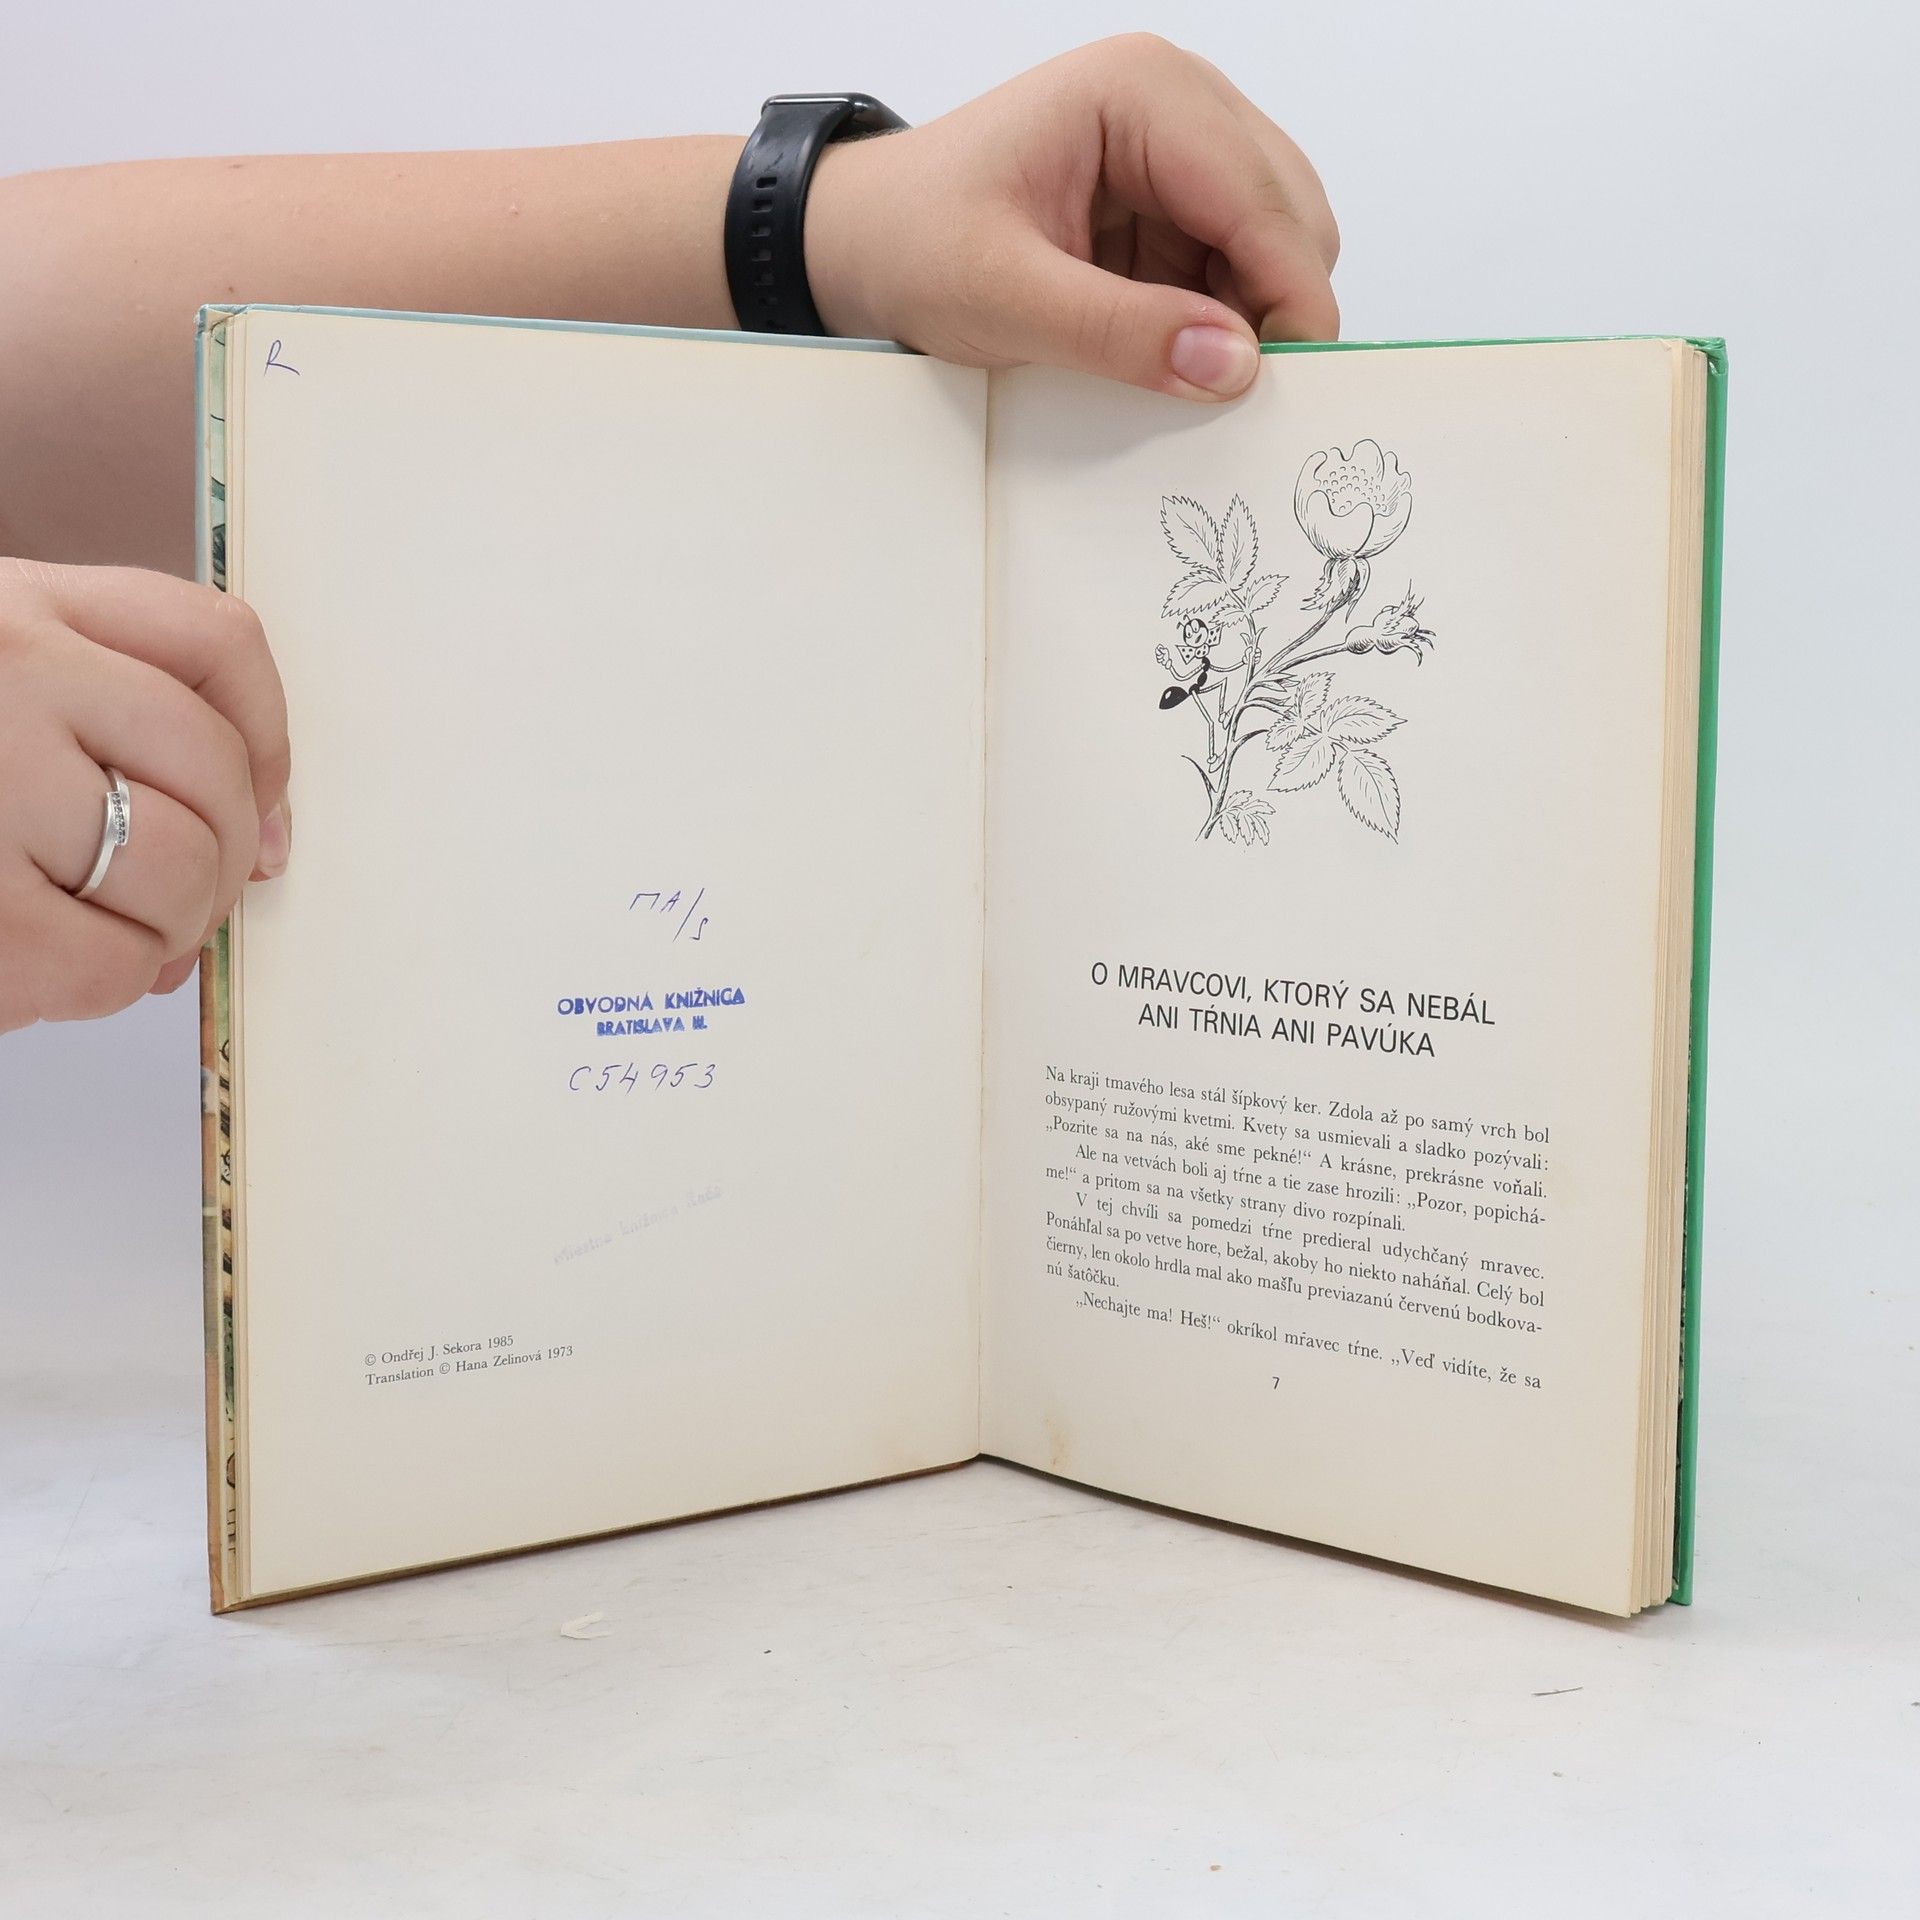 R
MA/S
OBVODNÁ KNIŽNICA
BRATISLAVA III.
C54953
Miestna knižnica Rača
© Ondřej J. Sekora 1985
Translation © Hana Zelinová 1973
O MRAVCOVI, KTORÝ SA NEBÁL
ANI TŔNIA ANI PAVÚKA
Na kraji tmavého lesa stál šípkový ker. Zdola až po samý vrch bol
obsypaný ružovými kvetmi. Kvety sa usmievali a sladko pozývali:
„Pozrite sa na nás, aké sme pekné!“ A krásne, prekrásne voňali.
Ale na vetvách boli aj tŕne a tie zase hrozili: „Pozor, popichá-
me!“ a pritom sa na všetky strany divo rozpínali.
V tej chvíli sa pomedzi tŕne predieral udychčaný mravec.
Ponáhľal sa po vetve hore, bežal, akoby ho niekto naháňal. Celý bol
čierny, len okolo hrdla mal ako mašľu previazanú červenú bodkova-
nú šatôčku.
„Nechajte ma! Heš!“ okríkol mravec tŕne. „Veď vidíte, že sa
7